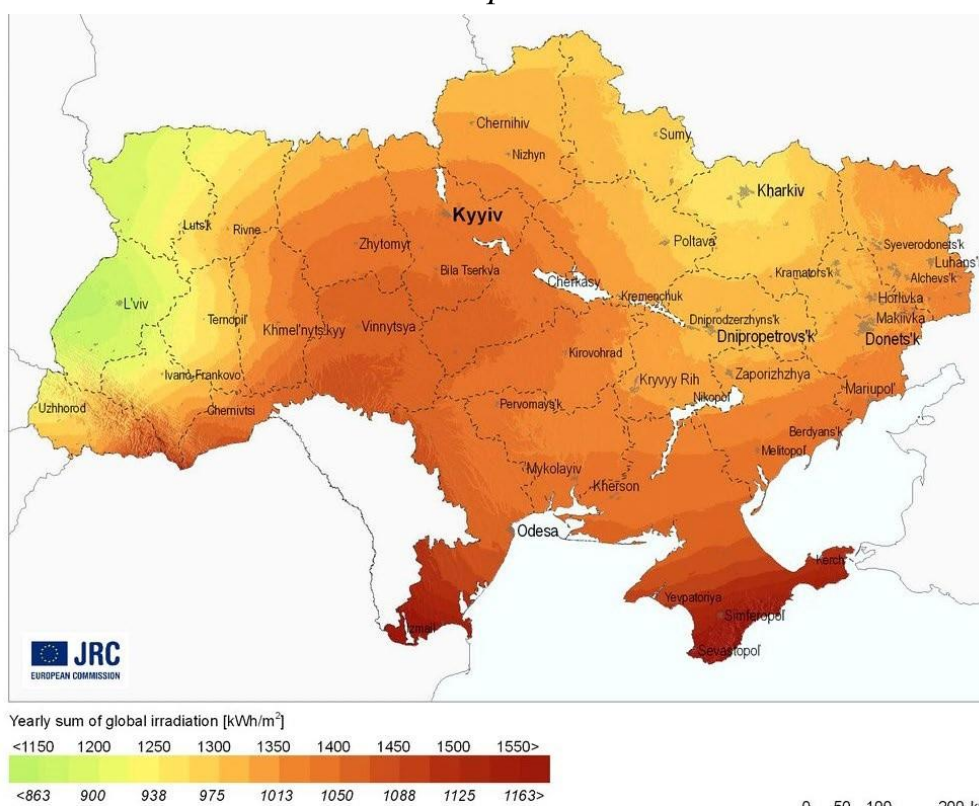 Chernihiv
Sumy
Nizhyn
Kharkiv
Kyyiv
Luts'k
Rivne
Zhytomyr
Poltava
Syeverodonets'k
Luhans'
Bila Tserkva
Kramators'k
Alchevs'k
Cherkasy
L'viv
Kremenchuk
Horlivka
Ternopil'
Dniprodzerzhyns'k
Makiivka
Khmel'nyts'kyy
Vinnytsya
Dnipropetrovs'k
Donets'k
Kirovohrad
Ivano-Frankovo
Zaporizhzhya
Kryvyy Rih
Mariupol'
Uzhhorod
Chernivtsi
Pervomays'k
Nikopol'
Berdyans'k
Melitopol'
Mykolayiv
Kherson
Odesa
Kerch
Yevpatoriya
Simferopol'
Izmail
Sevastopol'
JRC
EUROPEAN COMMISSION
Yearly sum of global irradiation [kWh/m²]
<1150 1200 1250 1300 1350 1400 1450 1500 1550>
<863 900 938 975 1013 1050 1088 1125 1163>
0 50 100